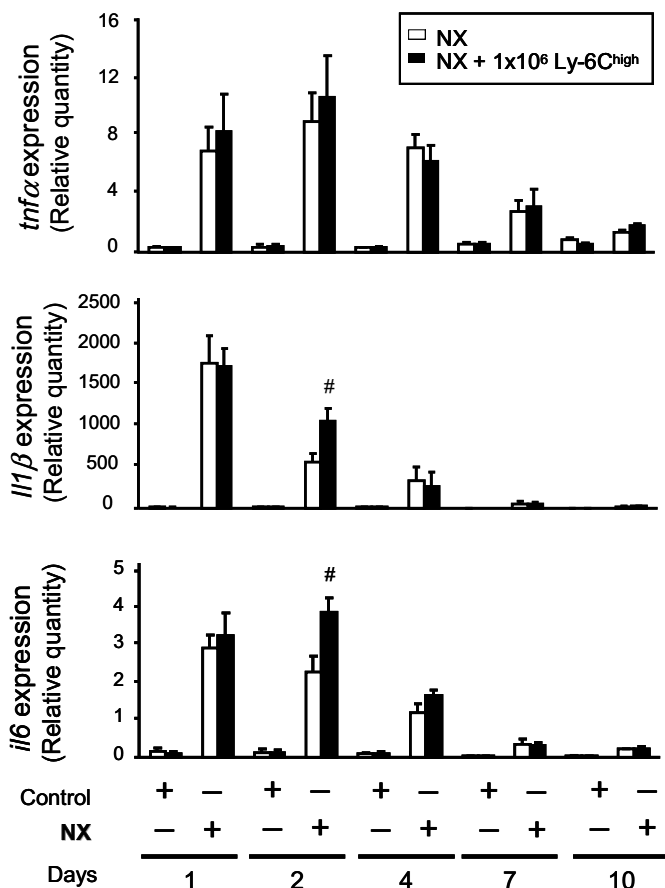 NX
NX + 1x10⁶ Ly-6Cʰⁱᵍʰ
tnfα expression
(Relative quantity)
16
12
8
4
0
Il1β expression
(Relative quantity)
2500
2000
1500
1000
500
0
#
il6 expression
(Relative quantity)
5
4
3
2
1
0
#
Control + − + − + − + − + −
NX − + − + − + − + − +
Days 1 2 4 7 10